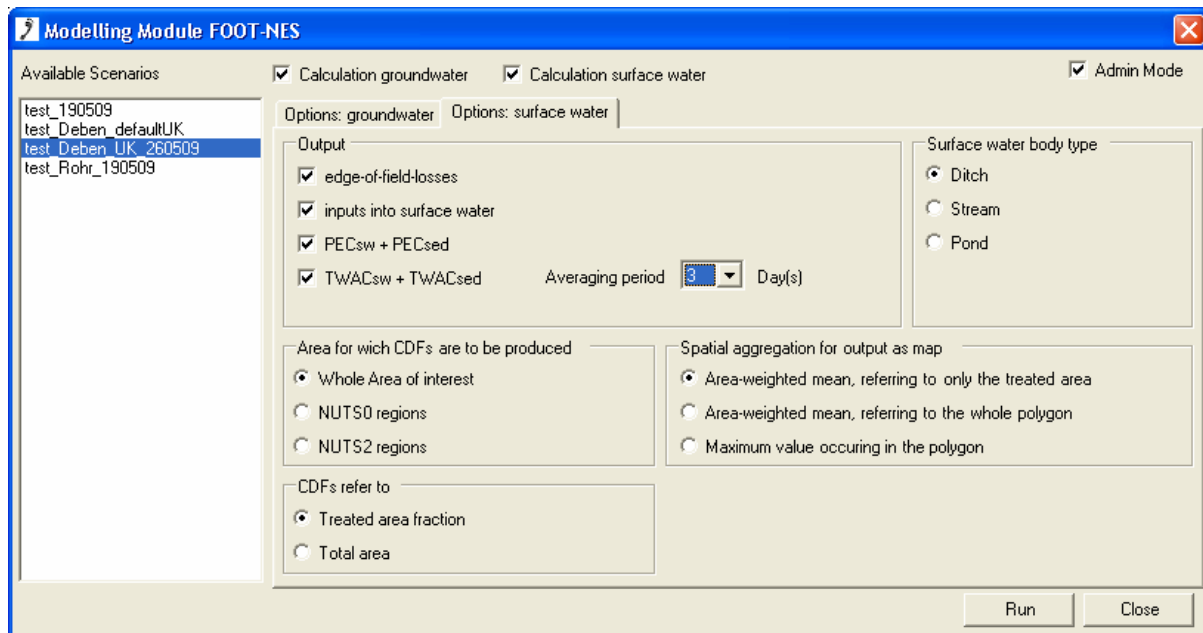 Modelling Module FOOT-NES
Available Scenarios
Calculation groundwater
Calculation surface water
Admin Mode
test_190509
test_Deben_defaultUK
test_Deben_UK_260509
test_Rohr_190509
Options: groundwater
Options: surface water
Output
edge-of-field-losses
inputs into surface water
PECsw + PECsed
TWACsw + TWACsed
Averaging period
3
Day(s)
Surface water body type
Ditch
Stream
Pond
Area for wich CDFs are to be produced
Whole Area of interest
NUTS0 regions
NUTS2 regions
Spatial aggregation for output as map
Area-weighted mean, referring to only the treated area
Area-weighted mean, referring to the whole polygon
Maximum value occuring in the polygon
CDFs refer to
Treated area fraction
Total area
Run
Close